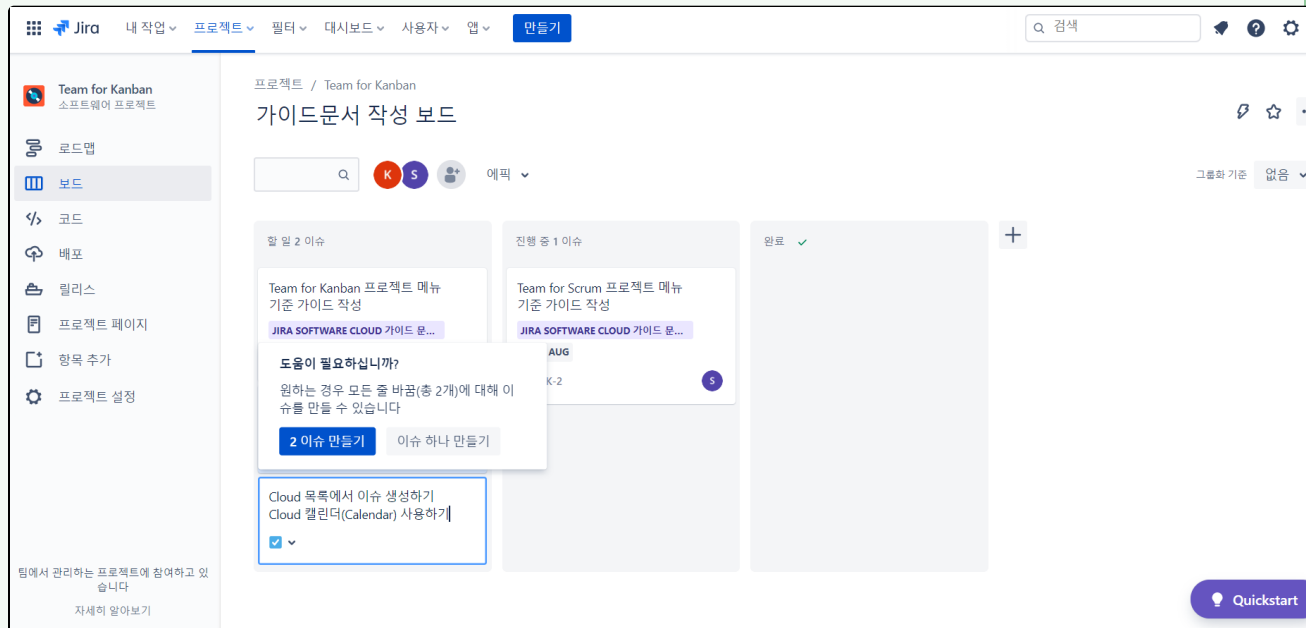 Jira
내 작업
프로젝트
필터
대시보드
사용자
앱
만들기
검색
Team for Kanban
소프트웨어 프로젝트
로드맵
보드
코드
배포
릴리스
프로젝트 페이지
항목 추가
프로젝트 설정
팀에서 관리하는 프로젝트에 참여하고 있
습니다
자세히 알아보기
프로젝트 / Team for Kanban
가이드문서 작성 보드
K
S
에픽
그룹화 기준
없음
할 일 2 이슈
Team for Kanban 프로젝트 메뉴
기준 가이드 작성
JIRA SOFTWARE CLOUD 가이드 문...
도움이 필요하십니까?
원하는 경우 모든 줄 바꿈(총 2개)에 대해 이
슈를 만들 수 있습니다
2 이슈 만들기
이슈 하나 만들기
Cloud 목록에서 이슈 생성하기
Cloud 캘린더(Calendar) 사용하기
진행 중 1 이슈
Team for Scrum 프로젝트 메뉴
기준 가이드 작성
JIRA SOFTWARE CLOUD 가이드 문...
AUG
K-2
S
완료
Quickstart